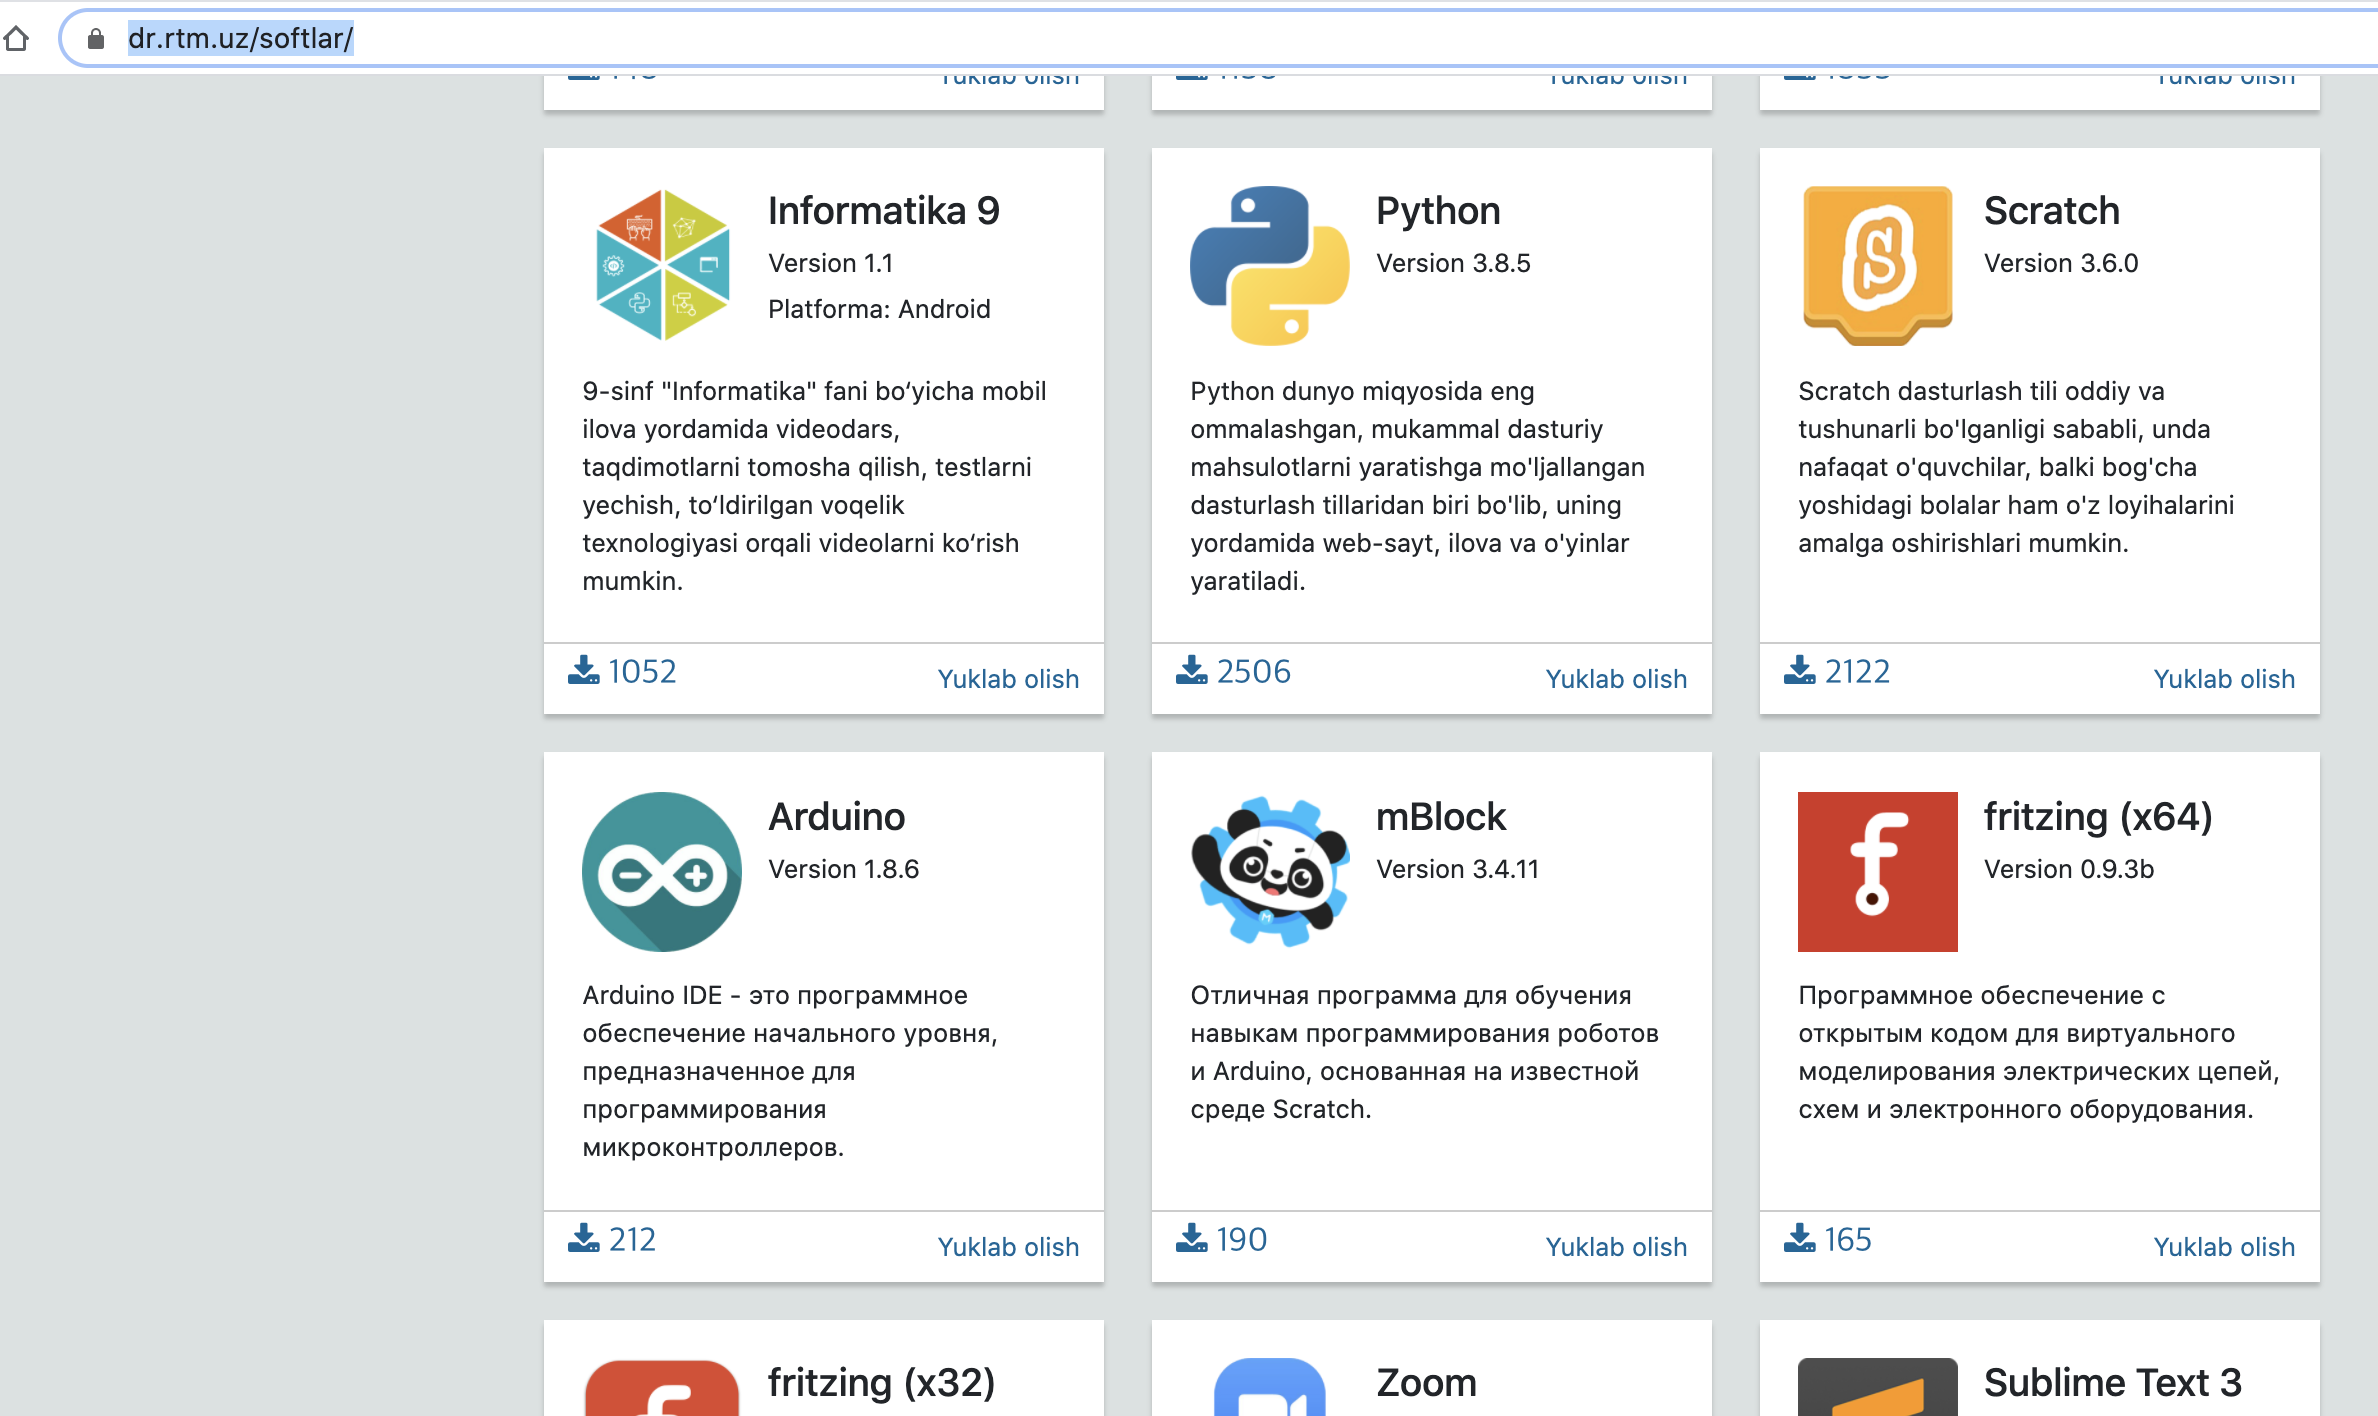 dr.rtm.uz/softlar/
Yuklab olish
Yuklab olish
Yuklab olish
Informatika 9
Version 1.1
Platforma: Android
9-sinf "Informatika" fani bo‘yicha mobil
ilova yordamida videodars,
taqdimotlarni tomosha qilish, testlarni
yechish, to‘ldirilgan voqelik
texnologiyasi orqali videolarni ko‘rish
mumkin.
1052
Yuklab olish
Python
Version 3.8.5
Python dunyo miqyosida eng
ommalashgan, mukammal dasturiy
mahsulotlarni yaratishga mo'ljallangan
dasturlash tillaridan biri bo'lib, uning
yordamida web-sayt, ilova va o'yinlar
yaratiladi.
2506
Yuklab olish
Scratch
Version 3.6.0
Scratch dasturlash tili oddiy va
tushunarli bo'lganligi sababli, unda
nafaqat o'quvchilar, balki bog'cha
yoshidagi bolalar ham o'z loyihalarini
amalga oshirishlari mumkin.
2122
Yuklab olish
Arduino
Version 1.8.6
Arduino IDE - это программное
обеспечение начального уровня,
предназначенное для
программирования
микроконтроллеров.
212
Yuklab olish
mBlock
Version 3.4.11
Отличная программа для обучения
навыкам программирования роботов
и Arduino, основанная на известной
среде Scratch.
190
Yuklab olish
fritzing (x64)
Version 0.9.3b
Программное обеспечение с
открытым кодом для виртуального
моделирования электрических цепей,
схем и электронного оборудования.
165
Yuklab olish
fritzing (x32)
Zoom
Sublime Text 3